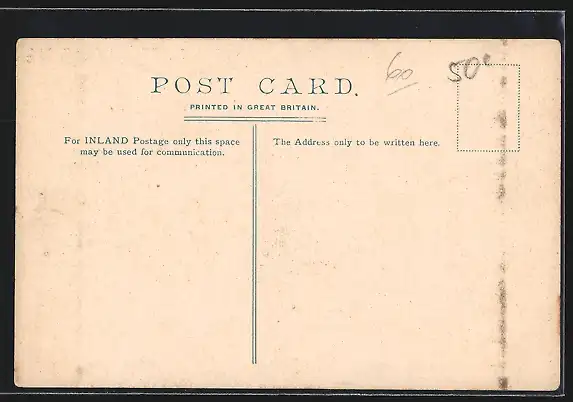 POST CARD.
PRINTED IN GREAT BRITAIN.
60
50
For INLAND Postage only this space
may be used for communication.
The Address only to be written here.